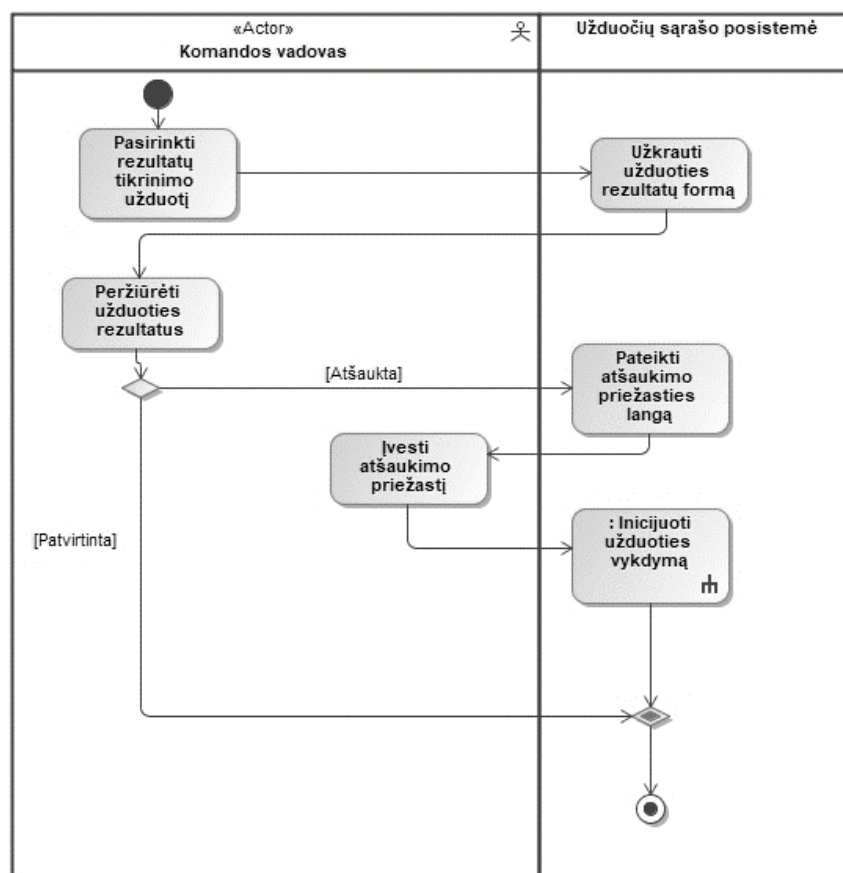 «Actor»
Komandos vadovas
Užduočių sąrašo posistemė
Pasirinkti
rezultatų
tikrinimo
užduotį
Užkrauti
užduoties
rezultatų formą
Peržiūrėti
užduoties
rezultatus
[Atšaukta]
Pateikti
atšaukimo
priežasties
langą
Įvesti
atšaukimo
priežastį
[Patvirtinta]
: Inicijuoti
užduoties
vykdymą